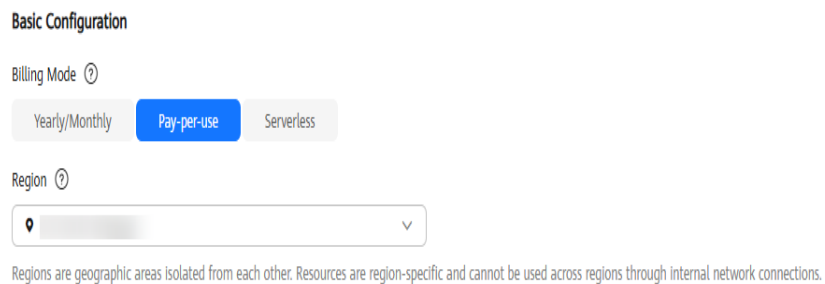 Basic Configuration
Billing Mode ?
Yearly/Monthly Pay-per-use Serverless
Region ?
Regions are geographic areas isolated from each other. Resources are region-specific and cannot be used across regions through internal network connections.